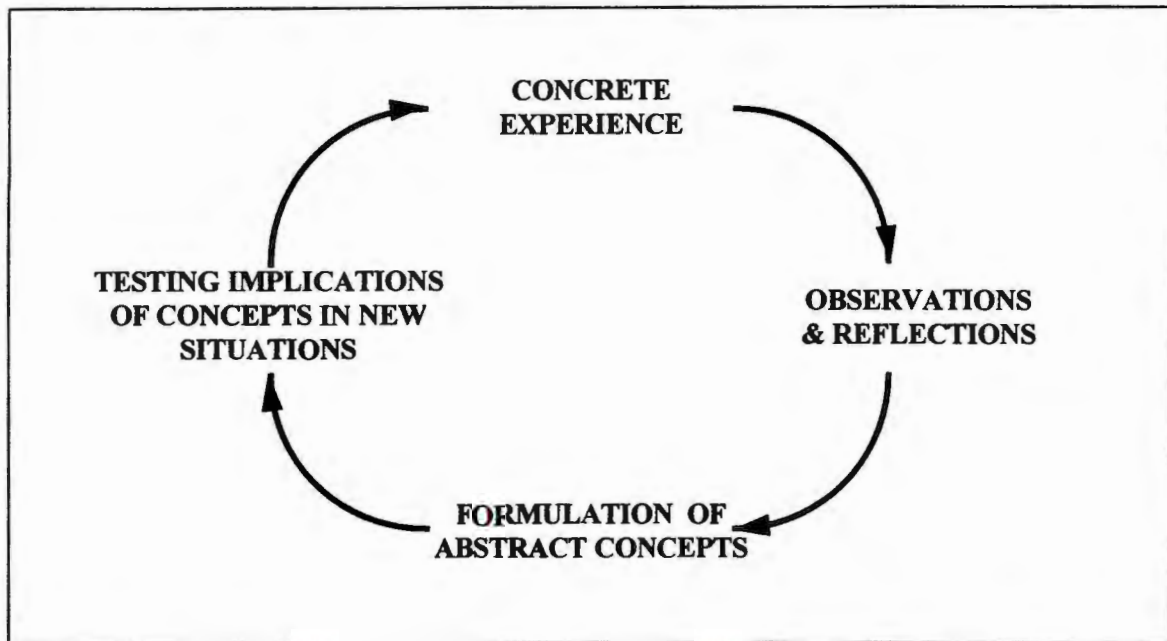 CONCRETE
EXPERIENCE
OBSERVATIONS
& REFLECTIONS
FORMULATION OF
ABSTRACT CONCEPTS
TESTING IMPLICATIONS
OF CONCEPTS IN NEW
SITUATIONS